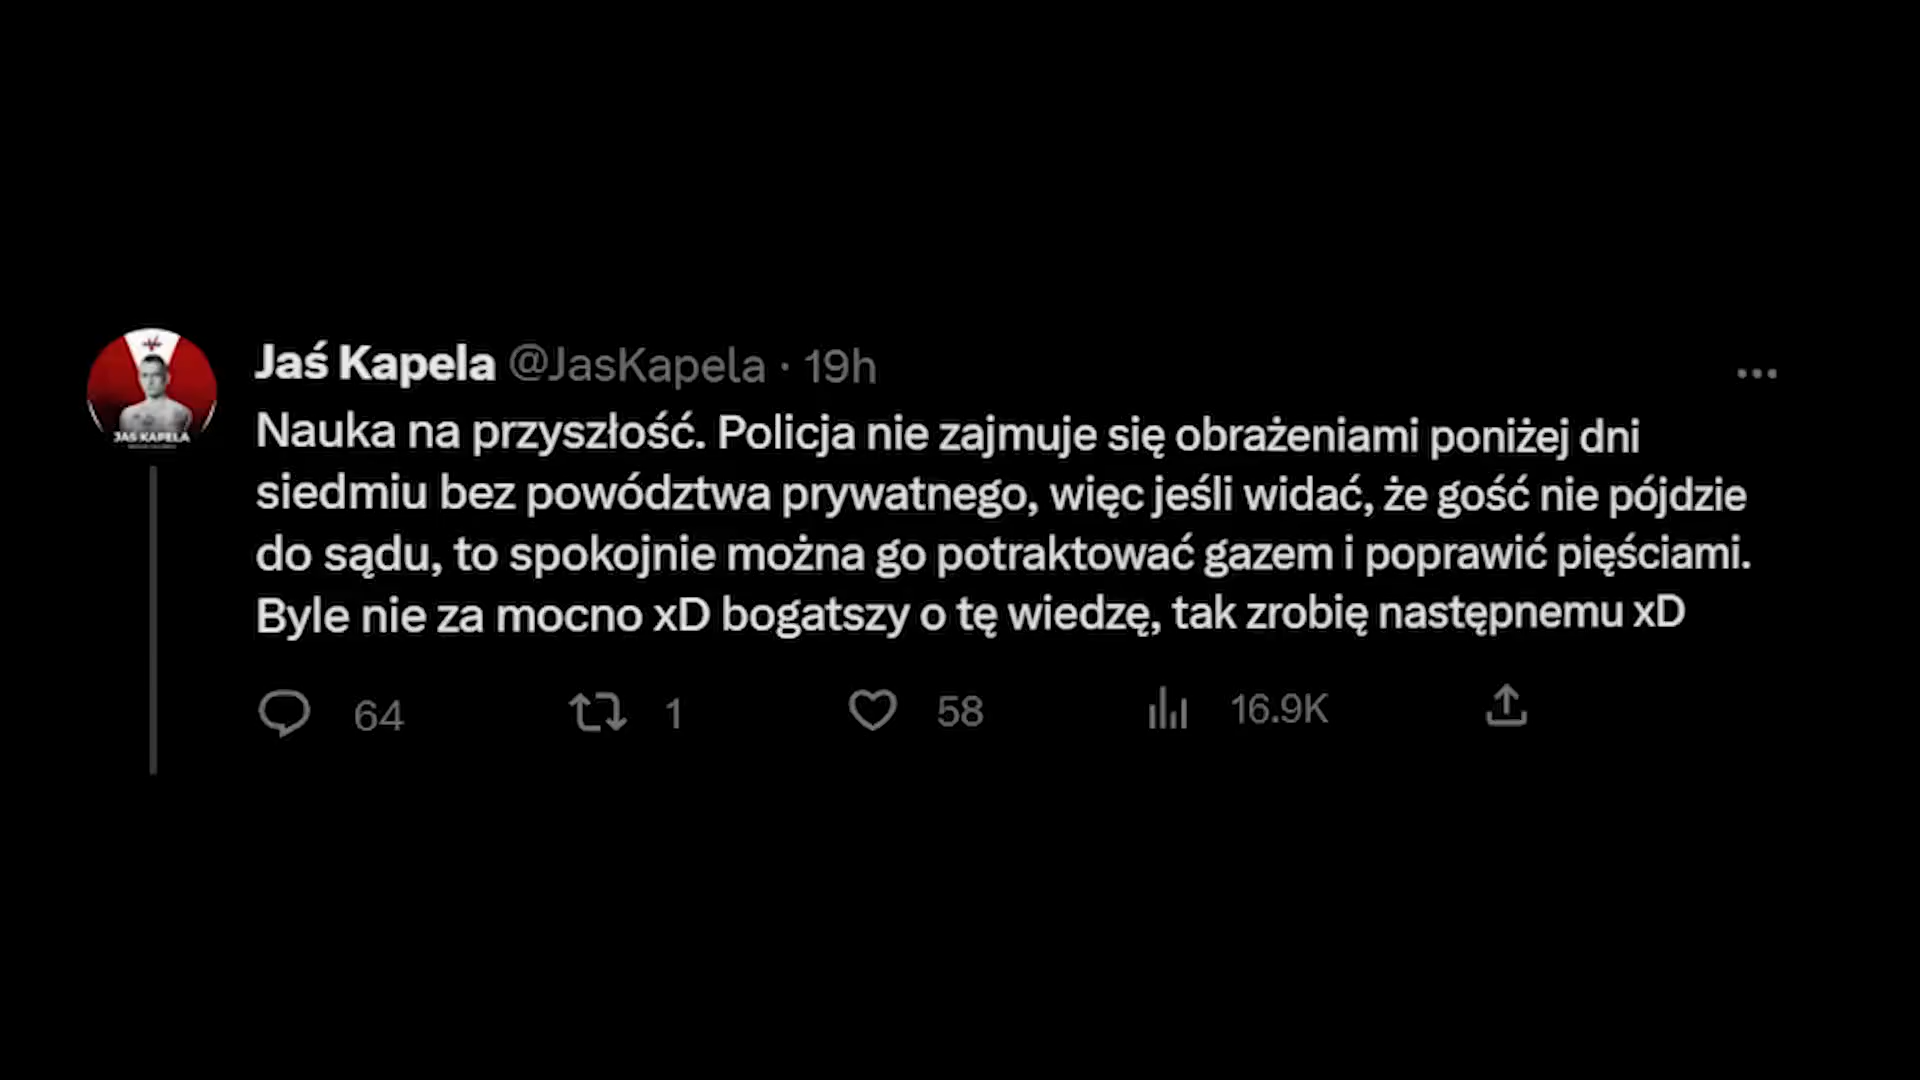 Jaś Kapela @JasKapela · 19h
Nauka na przyszłość. Policja nie zajmuje się obrażeniami poniżej dni
siedmiu bez powództwa prywatnego, więc jeśli widać, że gość nie pójdzie
do sądu, to spokojnie można go potraktować gazem i poprawić pięściami.
Byle nie za mocno xD bogatszy o tę wiedzę, tak zrobię następnemu xD
64 1 58 16.9K
JAŚ KAPELA